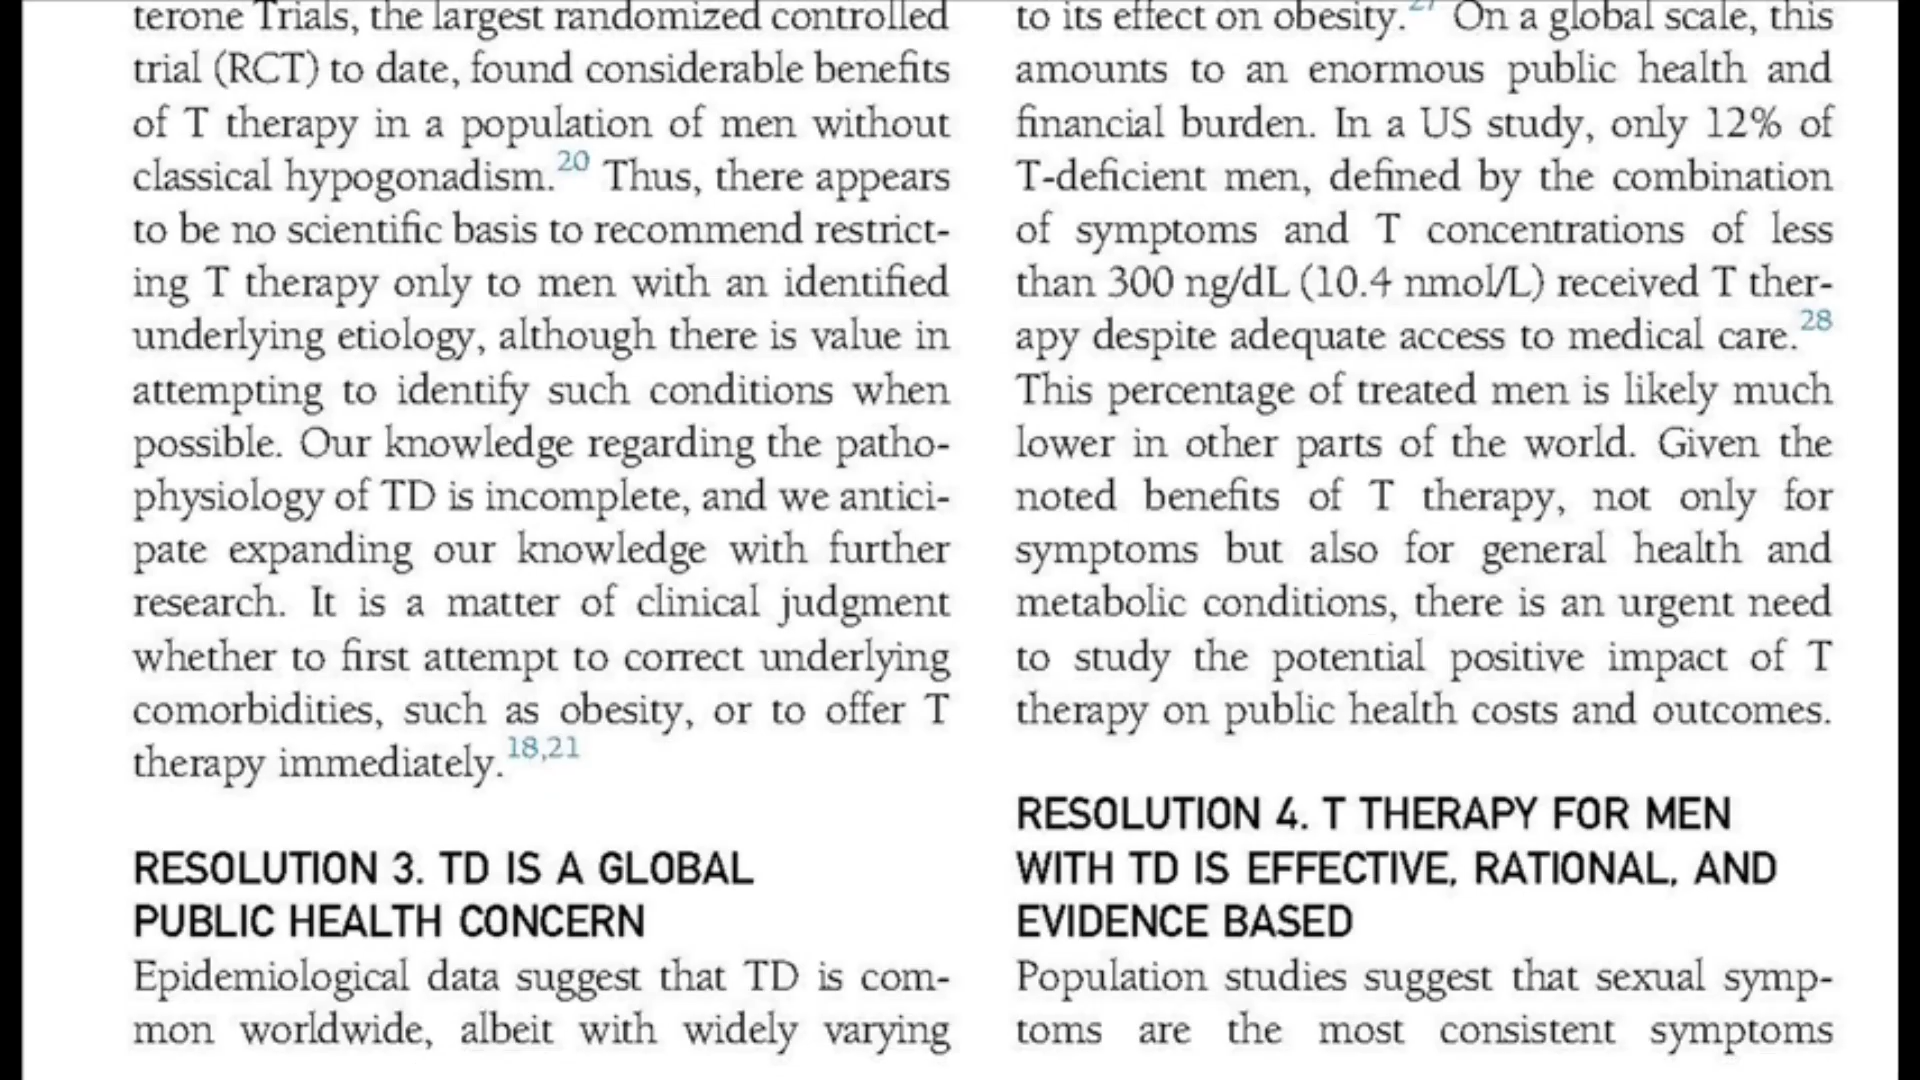 terone Trials, the largest randomized controlled
trial (RCT) to date, found considerable benefits
of T therapy in a population of men without
classical hypogonadism.20 Thus, there appears
to be no scientific basis to recommend restrict-
ing T therapy only to men with an identified
underlying etiology, although there is value in
attempting to identify such conditions when
possible. Our knowledge regarding the patho-
physiology of TD is incomplete, and we antici-
pate expanding our knowledge with further
research. It is a matter of clinical judgment
whether to first attempt to correct underlying
comorbidities, such as obesity, or to offer T
therapy immediately.18,21
RESOLUTION 3. TD IS A GLOBAL
PUBLIC HEALTH CONCERN
Epidemiological data suggest that TD is com-
mon worldwide, albeit with widely varying
to its effect on obesity.27 On a global scale, this
amounts to an enormous public health and
financial burden. In a US study, only 12% of
T-deficient men, defined by the combination
of symptoms and T concentrations of less
than 300 ng/dL (10.4 nmol/L) received T ther-
apy despite adequate access to medical care.28
This percentage of treated men is likely much
lower in other parts of the world. Given the
noted benefits of T therapy, not only for
symptoms but also for general health and
metabolic conditions, there is an urgent need
to study the potential positive impact of T
therapy on public health costs and outcomes.
RESOLUTION 4. T THERAPY FOR MEN
WITH TD IS EFFECTIVE, RATIONAL, AND
EVIDENCE BASED
Population studies suggest that sexual symp-
toms are the most consistent symptoms